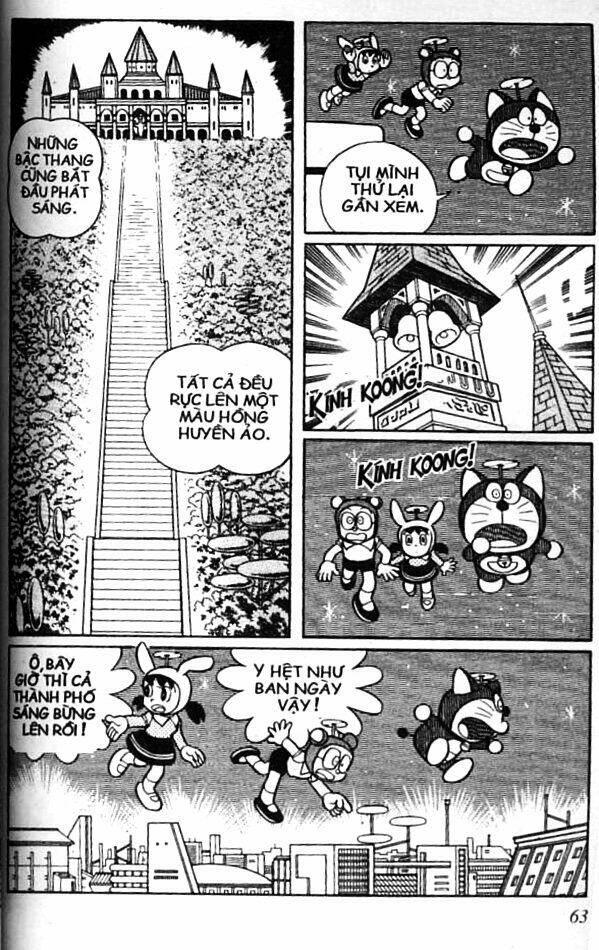 NHỮNG
BẬC THANG
CŨNG BẮT
ĐẦU PHÁT
SÁNG.
TẤT CẢ ĐỀU
RỰC LÊN MỘT
MÀU HỒNG
HUYỀN ẢO.
TỤI MÌNH
THỬ LẠI
GẦN XEM.
KÍNH KOONG!
KÍNH KOONG!
Ô, BÂY
GIỜ THÌ CẢ
THÀNH PHỐ
SÁNG BỪNG
LÊN RỒI!
Y HỆT NHƯ
BAN NGÀY
VẬY!
63